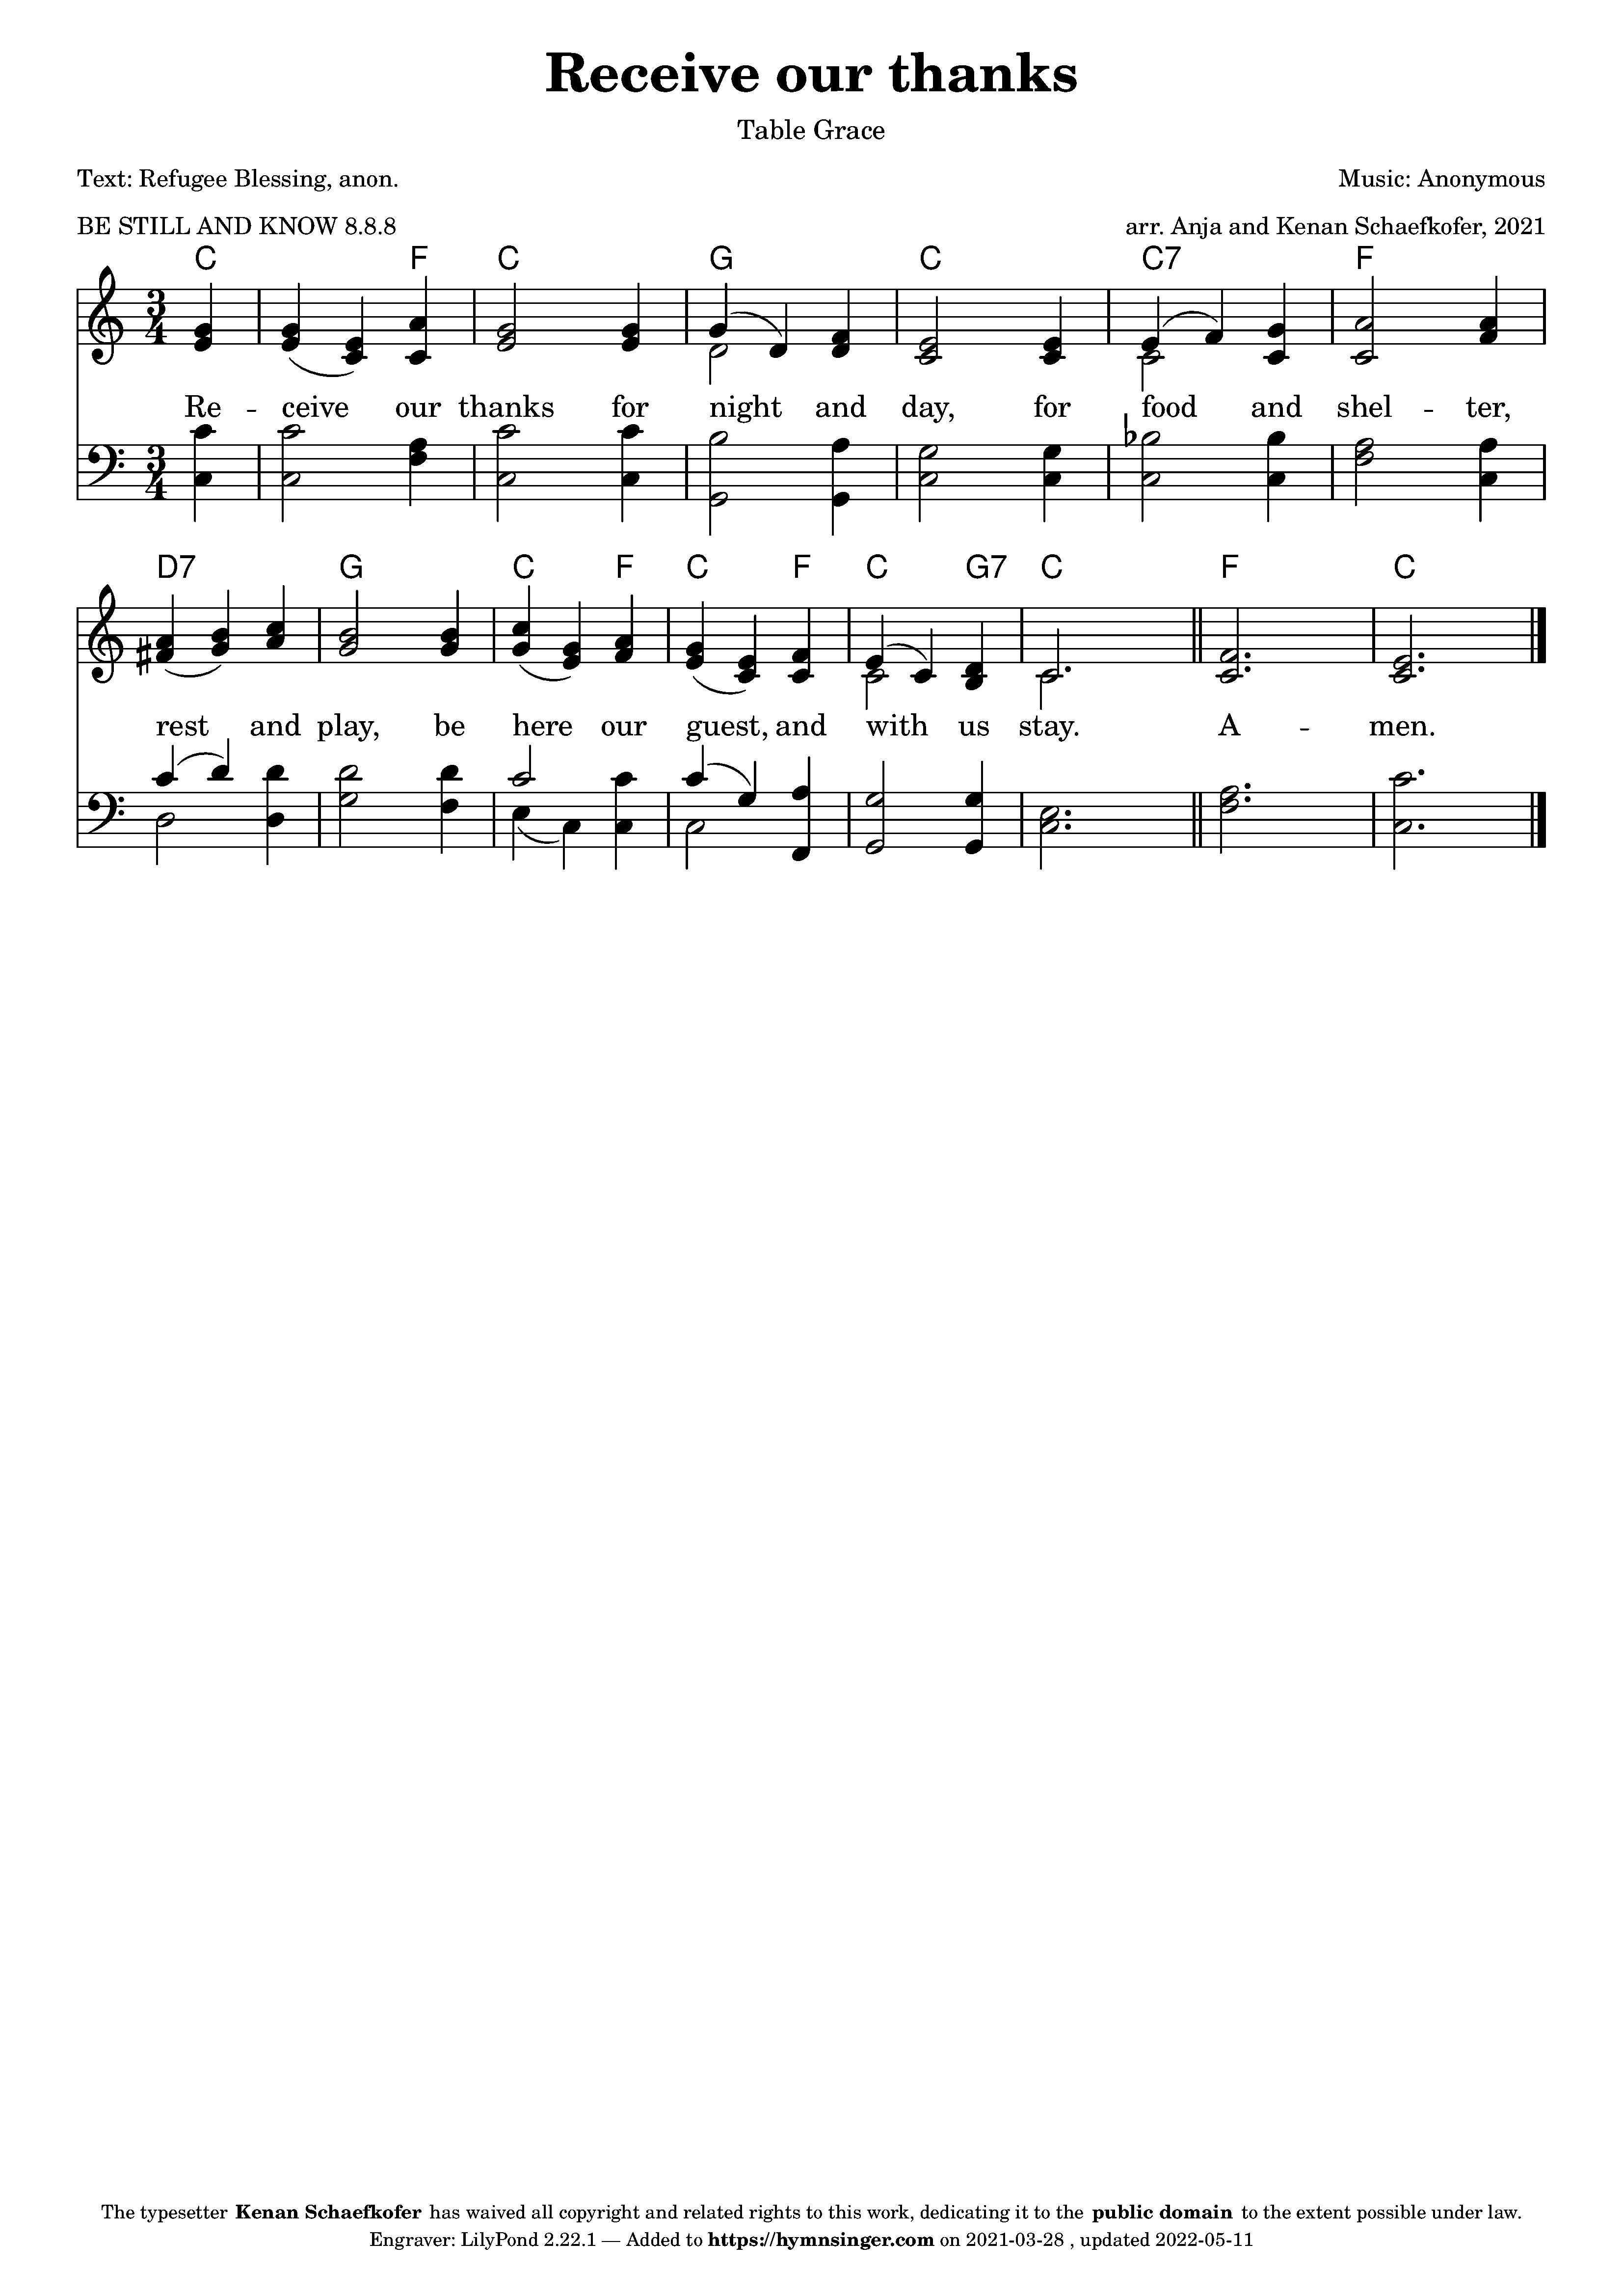 Receive our thanks
Table Grace
Text: Refugee Blessing, anon.
Music: Anonymous
BE STILL AND KNOW 8.8.8
arr. Anja and Kenan Schaefkofer, 2021
C F C G C C7 F
3 4
Re -- ceive our thanks for night and day, for food and shel -- ter,
3 4
D7 G C F C F C G7 C F C
rest and play, be here our guest, and with us stay. A -- men.
The typesetter Kenan Schaefkofer has waived all copyright and related rights to this work, dedicating it to the public domain to the extent possible under law.
Engraver: LilyPond 2.22.1 — Added to https://hymnsinger.com on 2021-03-28 , updated 2022-05-11